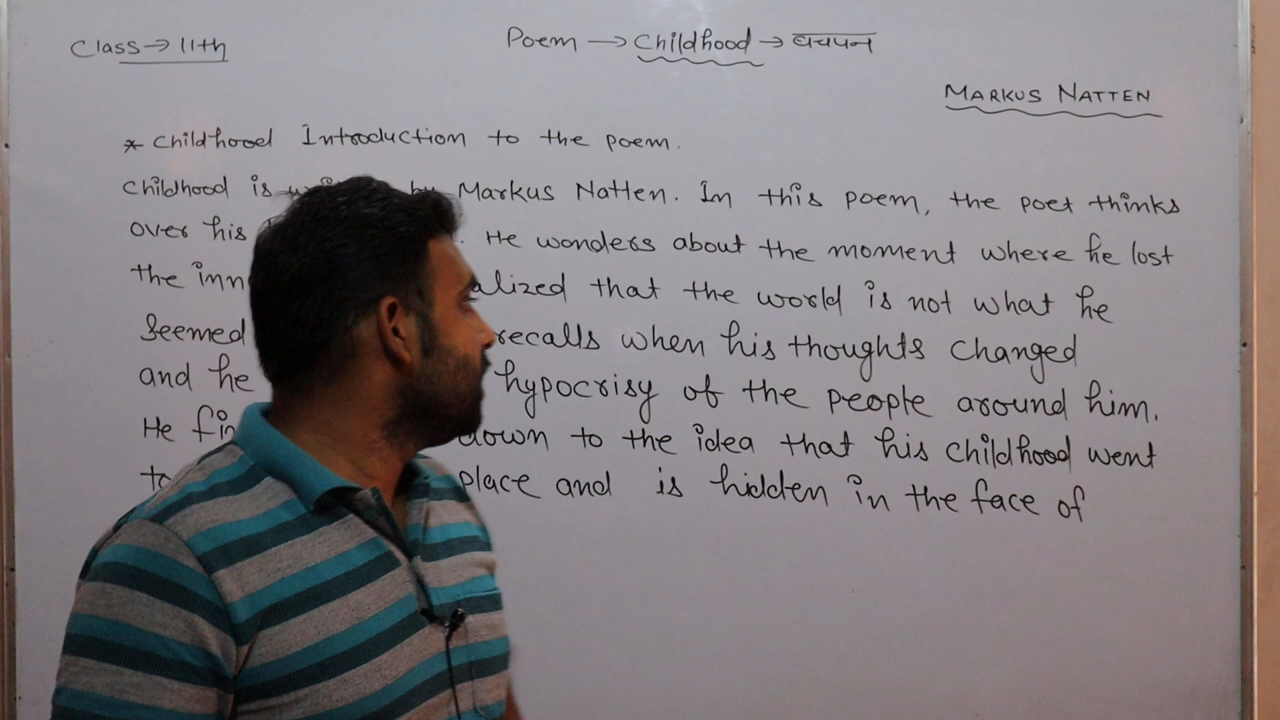 Class → 11th
Poem → Childhood → बचपन
MARKUS NATTEN
* Childhood Introduction to the poem.
Childhood is by Markus Natten. In this poem, the poet thinks
over his . He wonders about the moment where he lost
the that the world is not what he
Seemed recalls when his thoughts changed
and he hypocrisy of the people around him.
He down to the idea that his childhood went
to place and is hidden in the face of